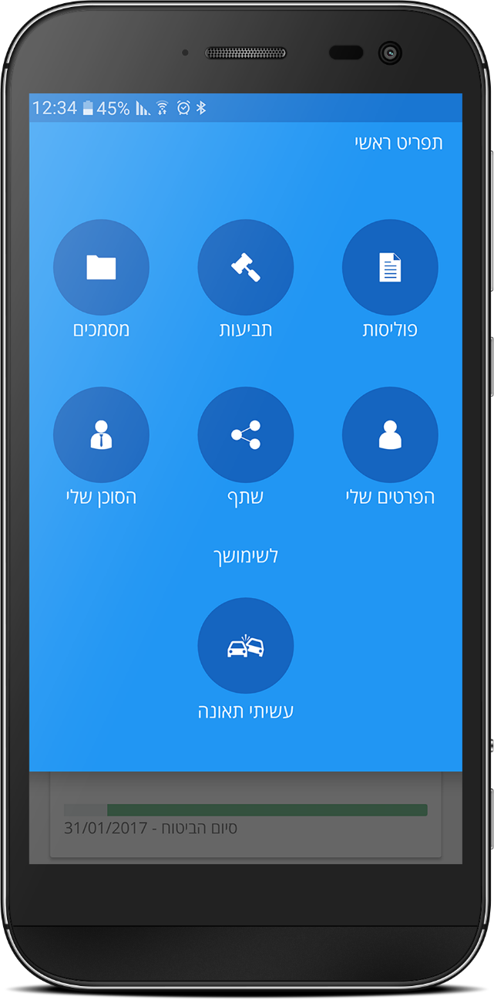 12:34 45%
תפריט ראשי
פוליסות תביעות מסמכים
הפרטים שלי שתף הסוכן שלי
לשימושך
עשיתי תאונה
סיום הביטוח - 31/01/2017